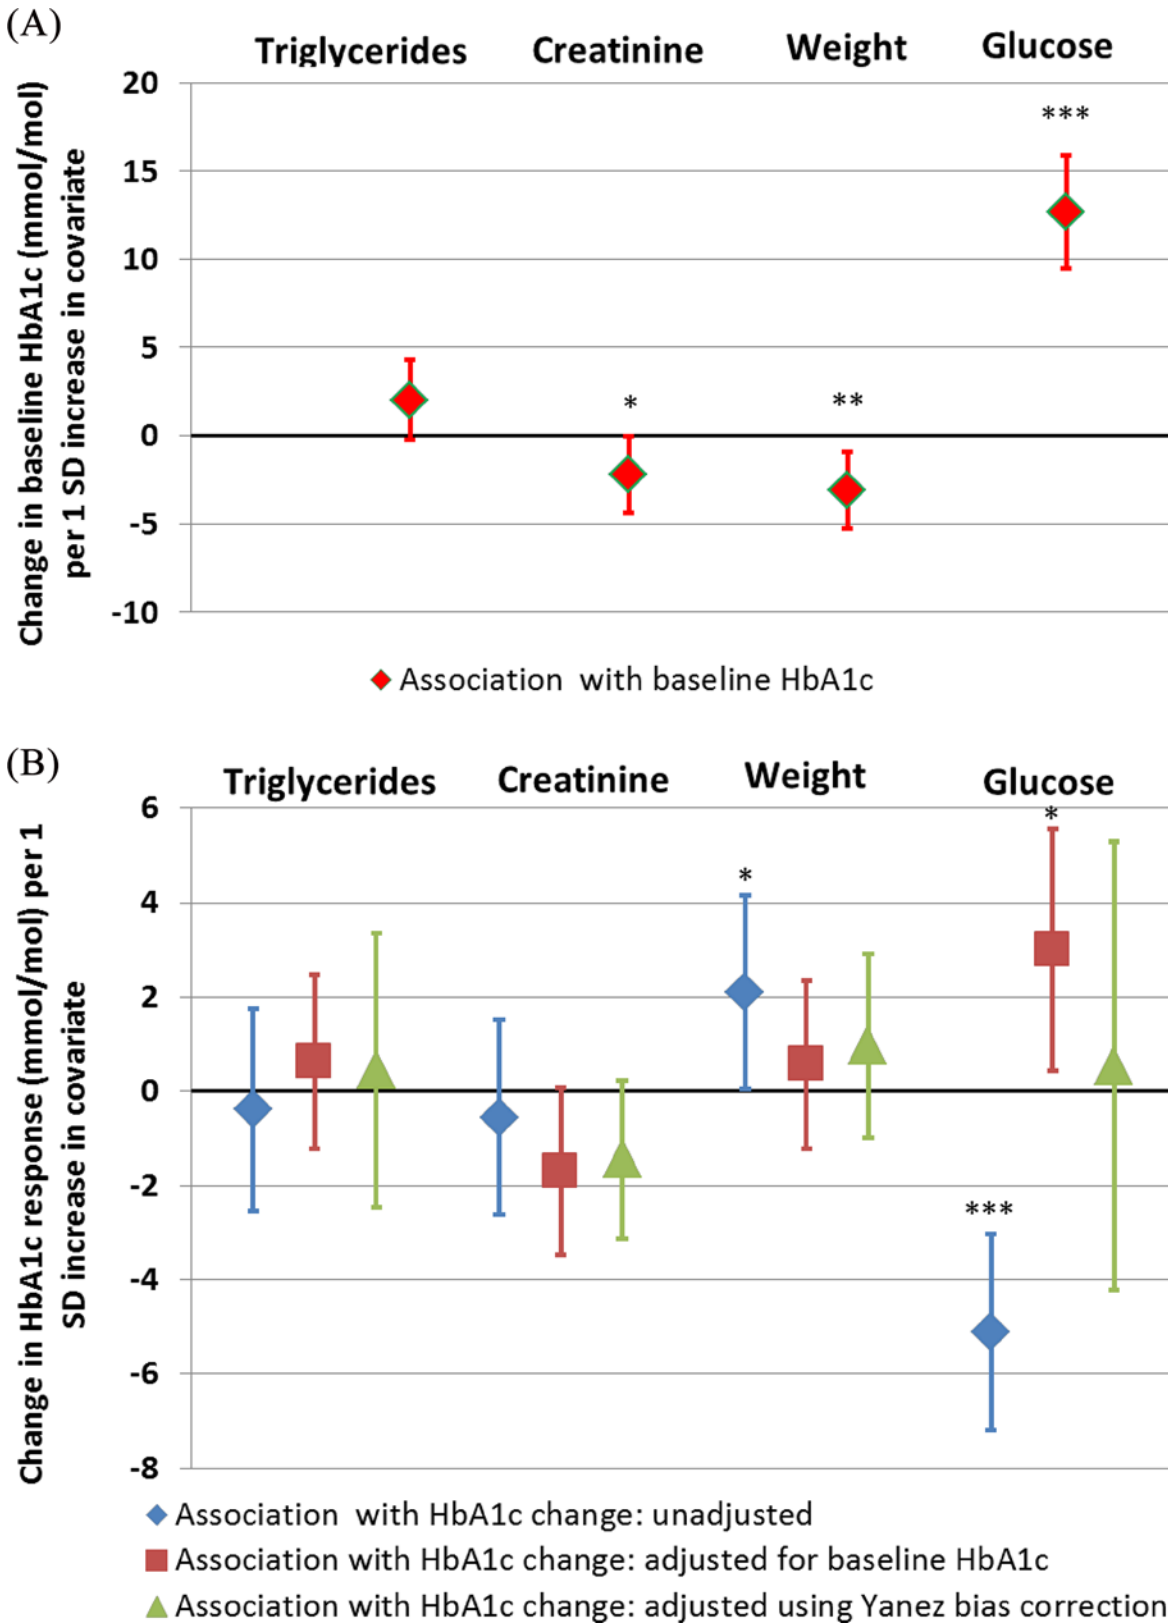 (A)
Triglycerides Creatinine Weight Glucose
Change in baseline HbA1c (mmol/mol)
per 1 SD increase in covariate
20
***
15
10
5
* **
0
-5
-10
Association with baseline HbA1c
(B)
Triglycerides Creatinine Weight Glucose
Change in HbA1c response (mmol/mol) per 1
SD increase in covariate
6
*
*
4
2
0
-2
***
-4
-6
-8
Association with HbA1c change: unadjusted
Association with HbA1c change: adjusted for baseline HbA1c
Association with HbA1c change: adjusted using Yanez bias correction